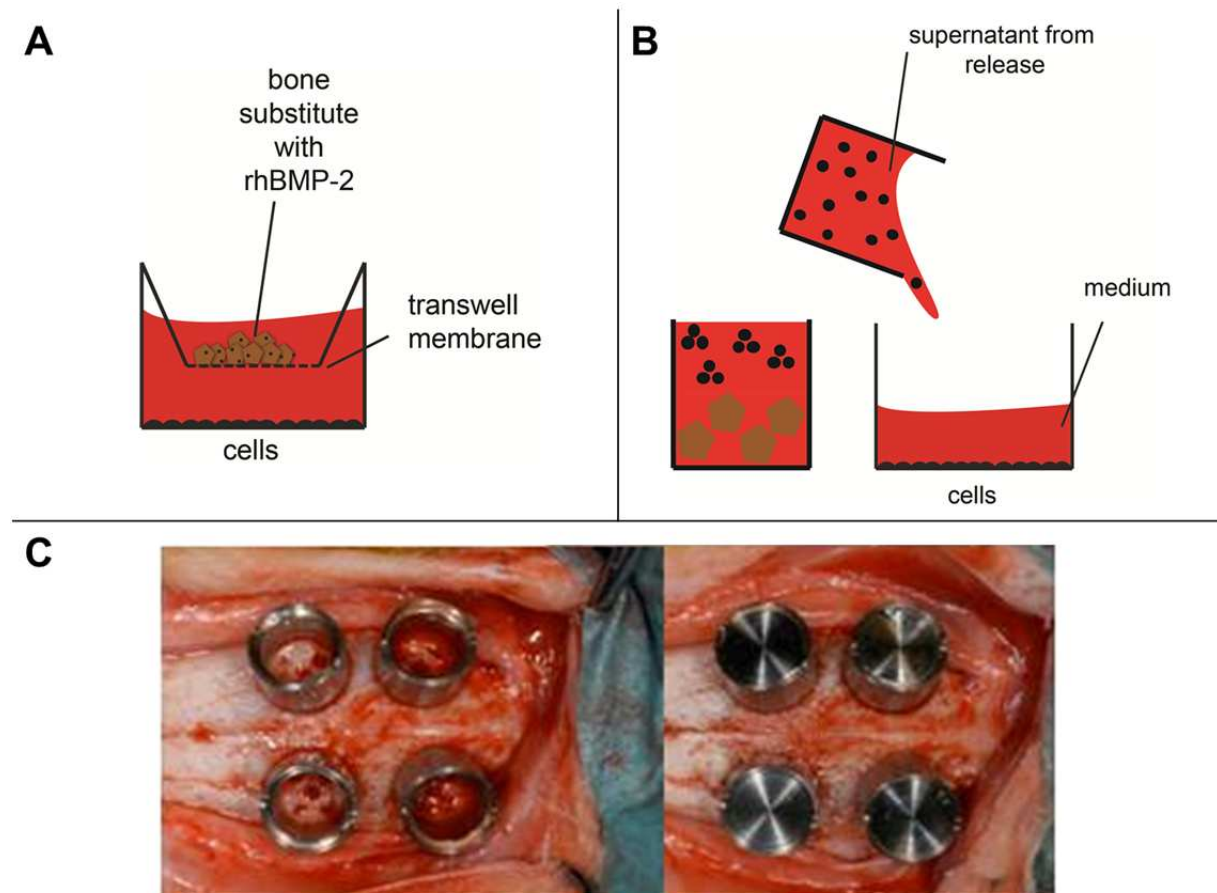 A
bone
substitute
with
rhBMP-2
transwell
membrane
cells
B
supernatant from
release
medium
cells
C